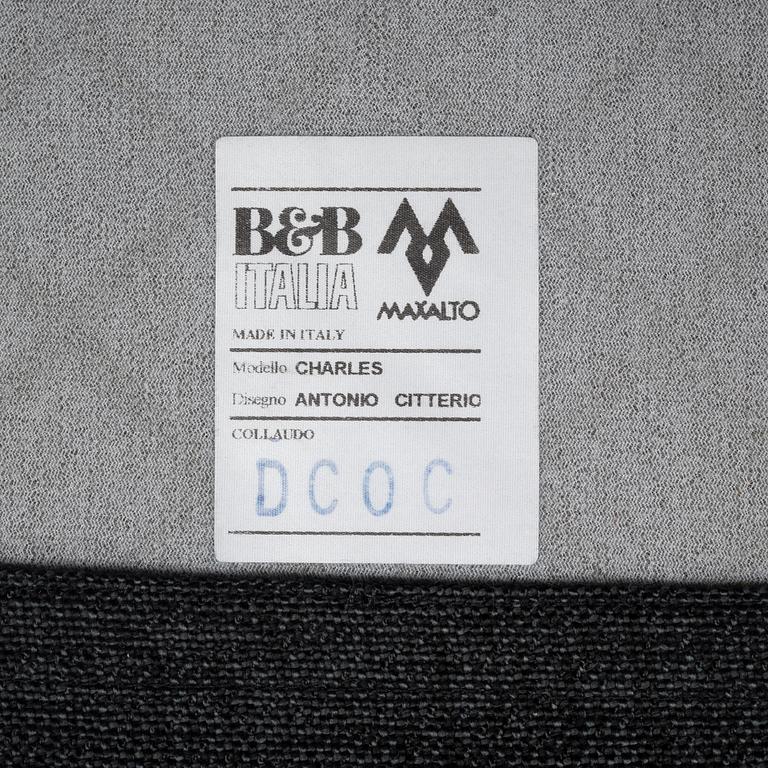 B&B
ITALIA
MAXALTO
MADE IN ITALY
Modello CHARLES
Disegno ANTONIO CITTERIO
COLLAUDO
DCOC